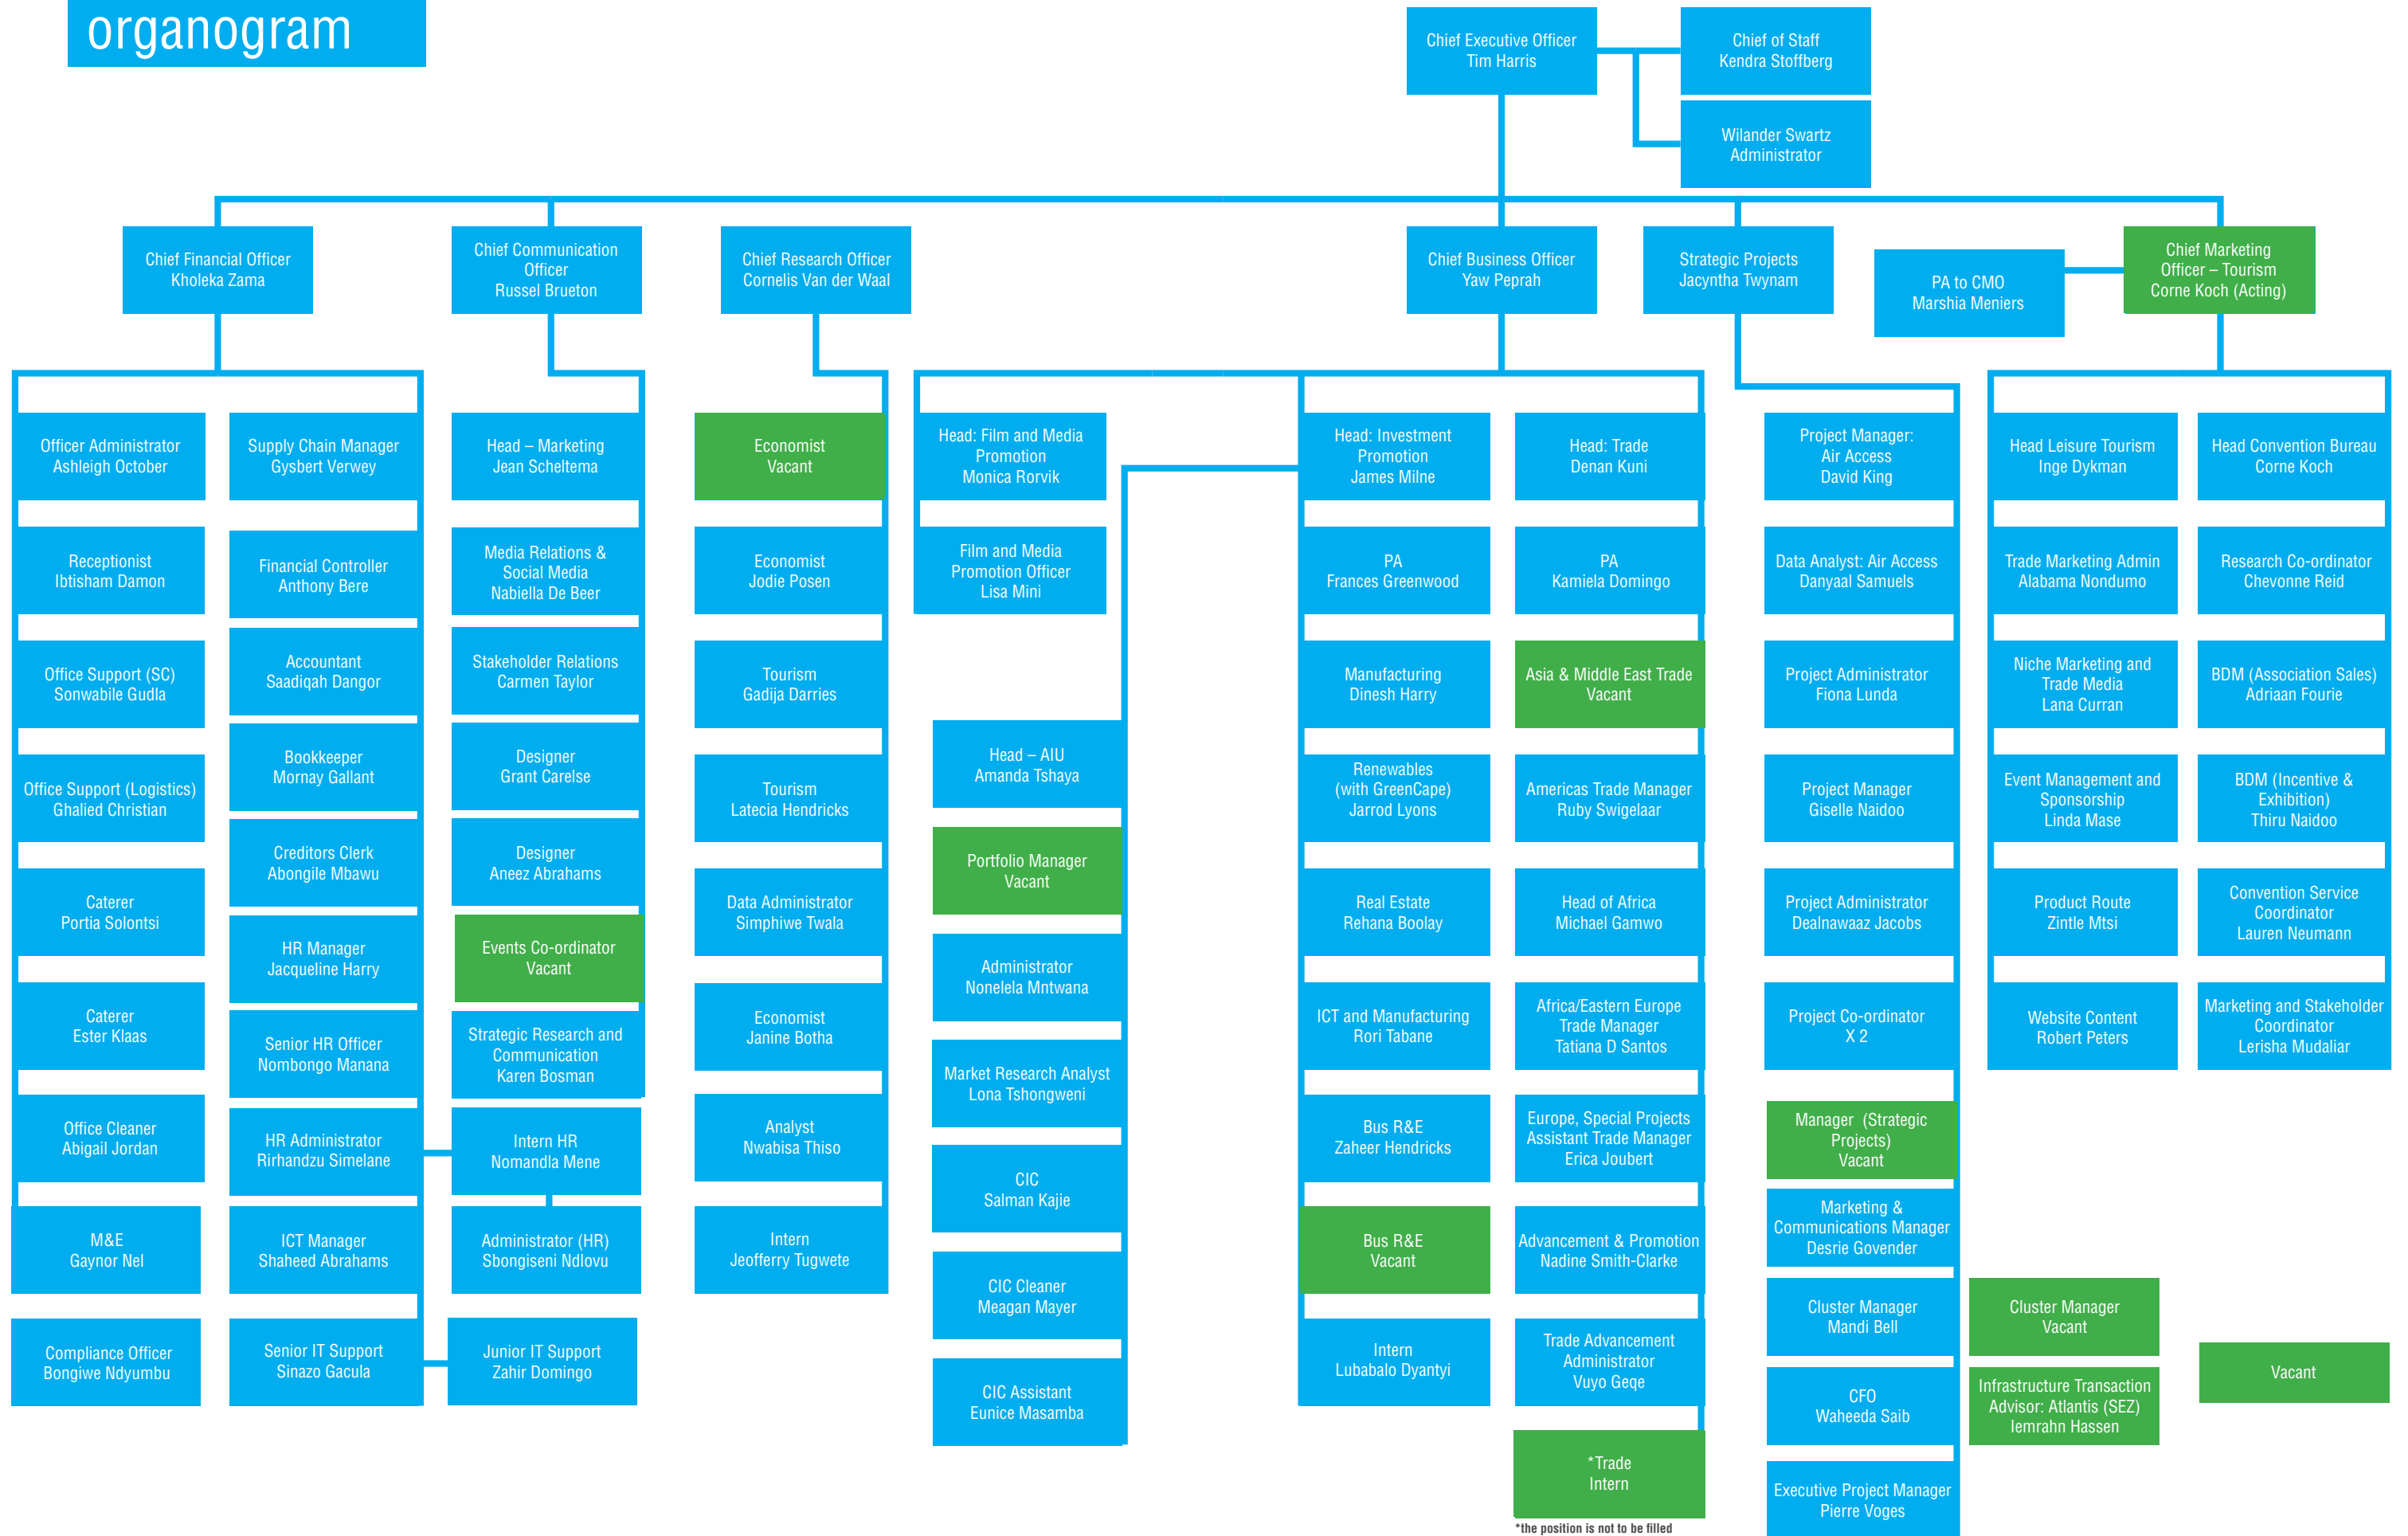 organogram
Chief Executive Officer
Tim Harris
Chief of Staff
Kendra Stoffberg
Wilander Swartz
Administrator
Chief Financial Officer
Kholeka Zama
Chief Communication
Officer
Russel Brueton
Chief Research Officer
Cornelis Van der Waal
Chief Business Officer
Yaw Peprah
Strategic Projects
Jacyntha Twynam
PA to CMO
Marshia Meniers
Chief Marketing
Officer – Tourism
Corne Koch (Acting)
Officer Administrator
Ashleigh October
Receptionist
Ibtisham Damon
Office Support (SC)
Sonwabile Gudla
Office Support (Logistics)
Ghalied Christian
Caterer
Portia Solontsi
Caterer
Ester Klaas
Office Cleaner
Abigail Jordan
M&E
Gaynor Nel
Compliance Officer
Bongiwe Ndyumbu
Supply Chain Manager
Gysbert Verwey
Financial Controller
Anthony Bere
Accountant
Saadiqah Dangor
Bookkeeper
Mornay Gallant
Creditors Clerk
Abongile Mbawu
HR Manager
Jacqueline Harry
Senior HR Officer
Nombongo Manana
HR Administrator
Rirhandzu Simelane
ICT Manager
Shaheed Abrahams
Senior IT Support
Sinazo Gacula
Head – Marketing
Jean Scheltema
Media Relations &
Social Media
Nabiella De Beer
Stakeholder Relations
Carmen Taylor
Designer
Grant Carelse
Designer
Aneez Abrahams
Events Co-ordinator
Vacant
Strategic Research and
Communication
Karen Bosman
Intern HR
Nomandla Mene
Administrator (HR)
Sbongiseni Ndlovu
Junior IT Support
Zahir Domingo
Economist
Vacant
Economist
Jodie Posen
Tourism
Gadija Darries
Tourism
Latecia Hendricks
Data Administrator
Simphiwe Twala
Economist
Janine Botha
Analyst
Nwabisa Thiso
Intern
Jeofferry Tugwete
Head: Film and Media
Promotion
Monica Rorvik
Film and Media
Promotion Officer
Lisa Mini
Head – AIU
Amanda Tshaya
Portfolio Manager
Vacant
Administrator
Nonelela Mntwana
Market Research Analyst
Lona Tshongweni
CIC
Salman Kajie
CIC Cleaner
Meagan Mayer
CIC Assistant
Eunice Masamba
Head: Investment
Promotion
James Milne
PA
Frances Greenwood
Manufacturing
Dinesh Harry
Renewables
(with GreenCape)
Jarrod Lyons
Real Estate
Rehana Boolay
ICT and Manufacturing
Rori Tabane
Bus R&E
Zaheer Hendricks
Bus R&E
Vacant
Intern
Lubabalo Dyantyi
Head: Trade
Denan Kuni
PA
Kamiela Domingo
Asia & Middle East Trade
Vacant
Americas Trade Manager
Ruby Swigelaar
Head of Africa
Michael Gamwo
Africa/Eastern Europe
Trade Manager
Tatiana D Santos
Europe, Special Projects
Assistant Trade Manager
Erica Joubert
Advancement & Promotion
Nadine Smith-Clarke
Trade Advancement
Administrator
Vuyo Geqe
*Trade
Intern
*the position is not to be filled
Project Manager:
Air Access
David King
Data Analyst: Air Access
Danyaal Samuels
Project Administrator
Fiona Lunda
Project Manager
Giselle Naidoo
Project Administrator
Dealnawaaz Jacobs
Project Co-ordinator
X 2
Manager (Strategic
Projects)
Vacant
Marketing &
Communications Manager
Desrie Govender
Cluster Manager
Mandi Bell
CFO
Waheeda Saib
Executive Project Manager
Pierre Voges
Head Leisure Tourism
Inge Dykman
Trade Marketing Admin
Alabama Nondumo
Niche Marketing and
Trade Media
Lana Curran
Event Management and
Sponsorship
Linda Mase
Product Route
Zintle Mtsi
Website Content
Robert Peters
Cluster Manager
Vacant
Infrastructure Transaction
Advisor: Atlantis (SEZ)
Iemrahn Hassen
Head Convention Bureau
Corne Koch
Research Co-ordinator
Chevonne Reid
BDM (Association Sales)
Adriaan Fourie
BDM (Incentive &
Exhibition)
Thiru Naidoo
Convention Service
Coordinator
Lauren Neumann
Marketing and Stakeholder
Coordinator
Lerisha Mudaliar
Vacant